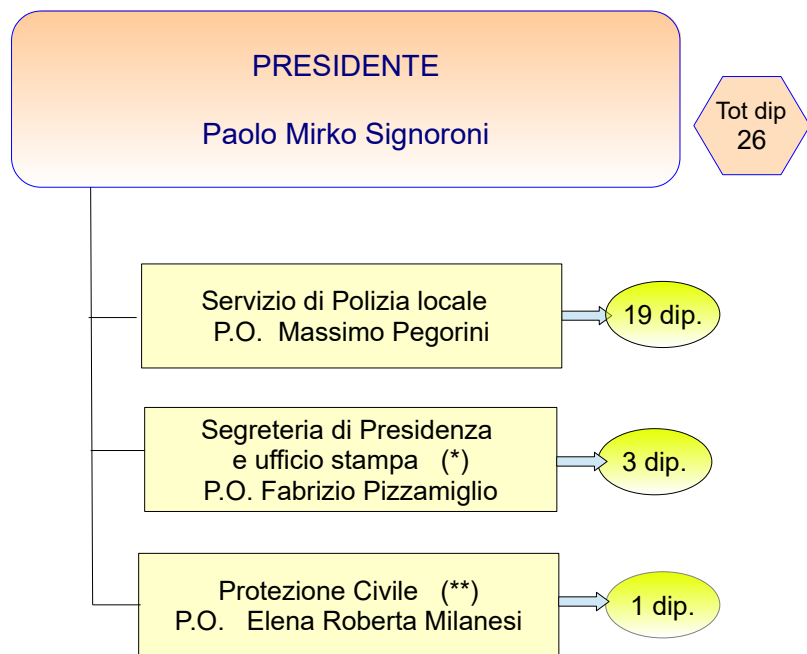 PRESIDENTE
Paolo Mirko Signoroni
Tot dip
26
Servizio di Polizia locale
P.O. Massimo Pegorini
19 dip.
Segreteria di Presidenza
e ufficio stampa (*)
P.O. Fabrizio Pizzamiglio
3 dip.
Protezione Civile (**)
P.O. Elena Roberta Milanesi
1 dip.